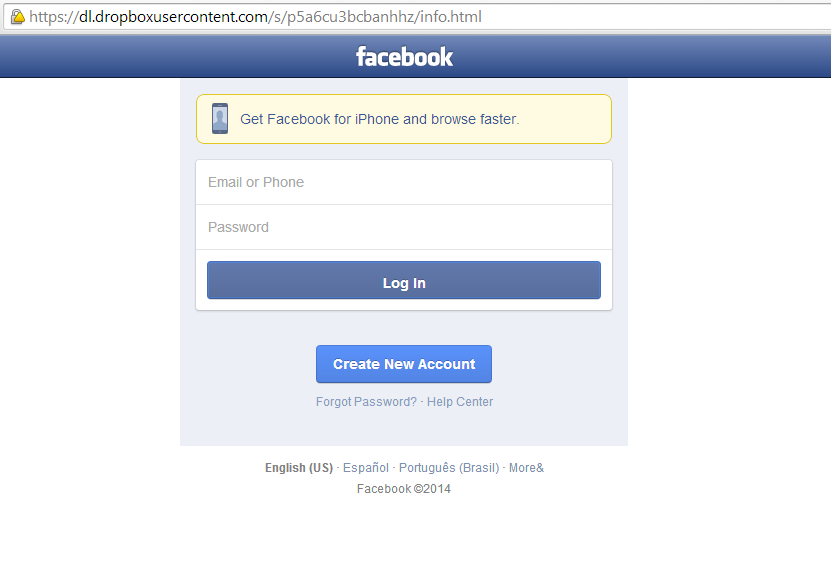 https://dl.dropboxusercontent.com/s/p5a6cu3bcbanhhz/info.html
facebook
Get Facebook for iPhone and browse faster.
Email or Phone
Password
Log In
Create New Account
Forgot Password? · Help Center
English (US) · Español · Português (Brasil) · More&
Facebook ©2014